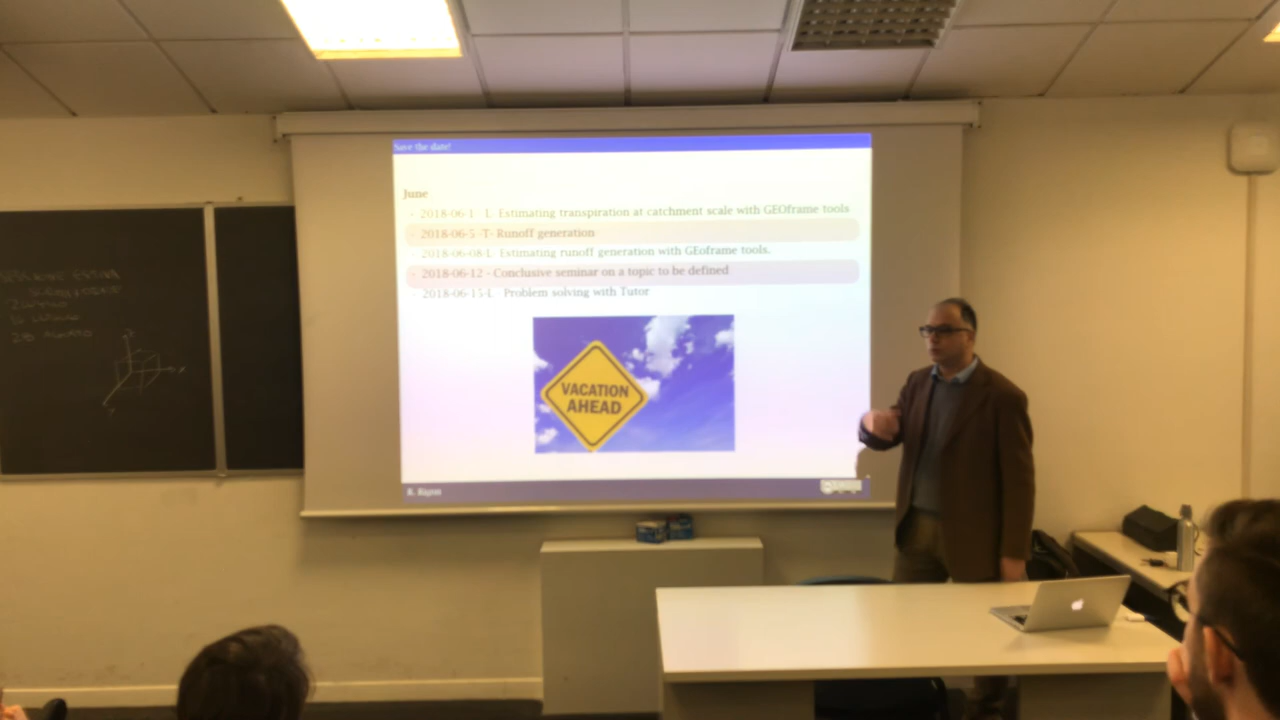 Save the date!
June
· 2018-06-1 - L Estimating transpiration at catchment scale with GEOframe tools
· 2018-06-5 -T- Runoff generation
· 2018-06-08-L- Estimating runoff generation with GEoframe tools.
· 2018-06-12 - Conclusive seminar on a topic to be defined
· 2018-06-15-L - Problem solving with Tutor
VACATION
AHEAD
R. Rigon